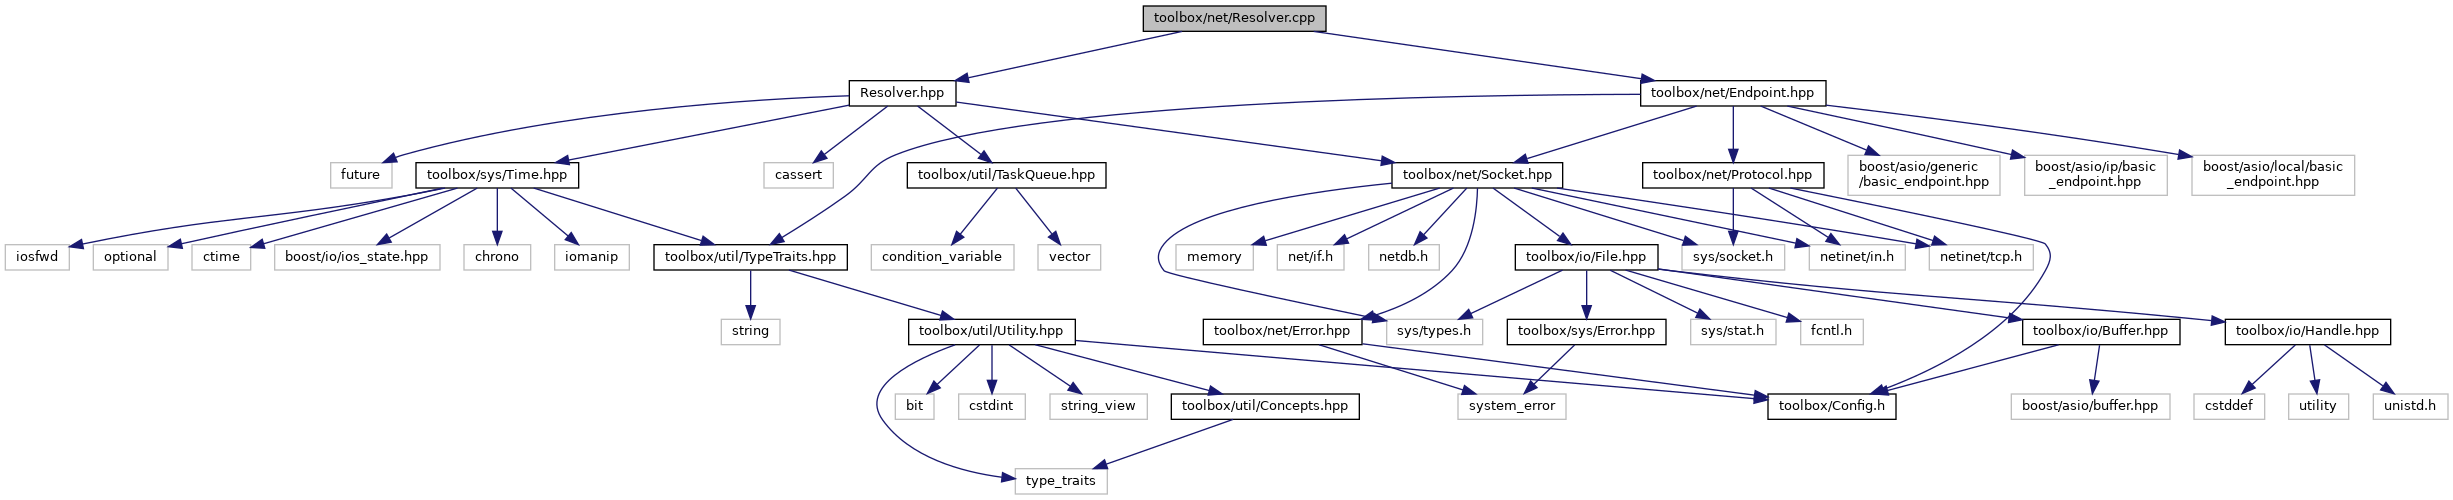 toolbox/net/Resolver.cpp
Resolver.hpp
toolbox/net/Endpoint.hpp
future
toolbox/sys/Time.hpp
cassert
toolbox/util/TaskQueue.hpp
toolbox/net/Socket.hpp
toolbox/net/Protocol.hpp
boost/asio/generic
/basic_endpoint.hpp
boost/asio/ip/basic
_endpoint.hpp
boost/asio/local/basic
_endpoint.hpp
iosfwd
optional
ctime
boost/io/ios_state.hpp
chrono
iomanip
toolbox/util/TypeTraits.hpp
condition_variable
vector
memory
net/if.h
netdb.h
toolbox/io/File.hpp
sys/socket.h
netinet/in.h
netinet/tcp.h
string
toolbox/util/Utility.hpp
toolbox/net/Error.hpp
sys/types.h
toolbox/sys/Error.hpp
sys/stat.h
fcntl.h
toolbox/io/Buffer.hpp
toolbox/io/Handle.hpp
bit
cstdint
string_view
toolbox/util/Concepts.hpp
system_error
toolbox/Config.h
boost/asio/buffer.hpp
cstddef
utility
unistd.h
type_traits